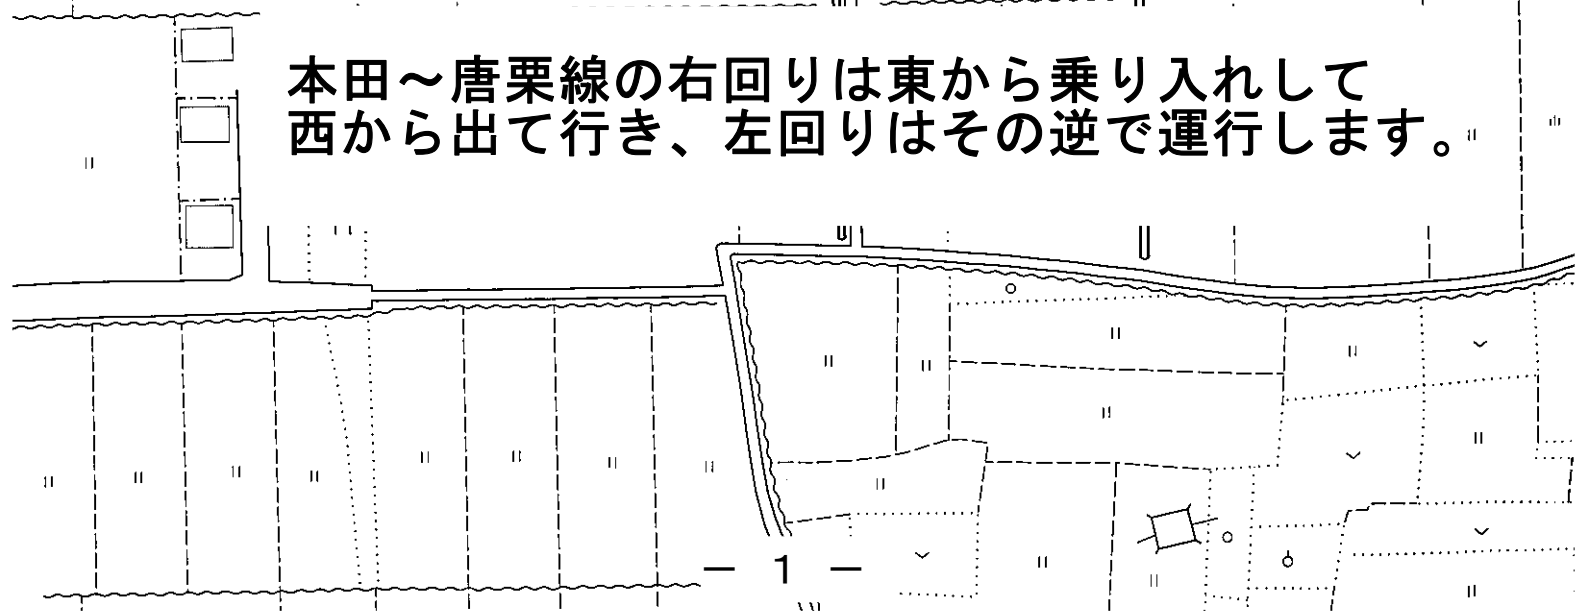 本田～唐栗線の右回りは東から乗り入れして
西から出て行き、左回りはその逆で運行します。
― 1 ―